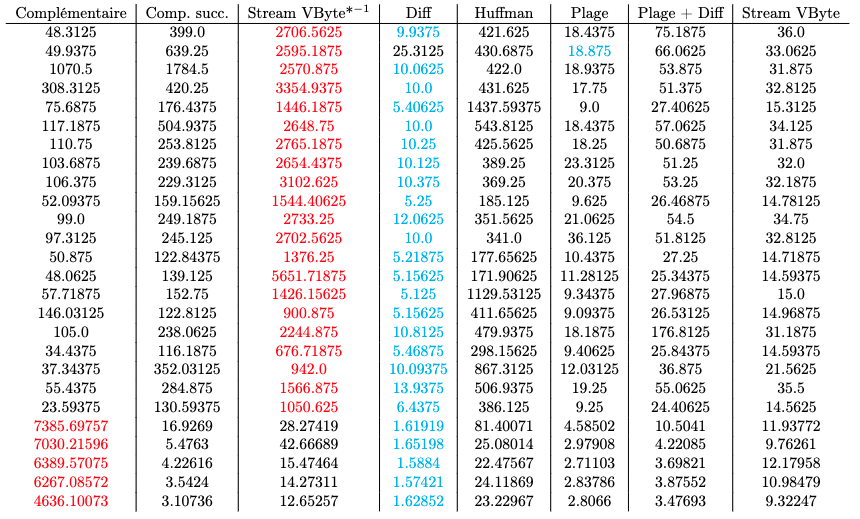 Complémentaire Comp. succ. Stream VByte*−1 Diff Huffman Plage Plage + Diff Stream VByte
48.3125 399.0 2706.5625 9.9375 421.625 18.4375 75.1875 36.0
49.9375 639.25 2595.1875 25.3125 430.6875 18.875 66.0625 33.0625
1070.5 1784.5 2570.875 10.0625 422.0 18.9375 53.875 31.875
308.3125 420.25 3354.9375 10.0 431.625 17.75 51.375 32.8125
75.6875 176.4375 1446.1875 5.40625 1437.59375 9.0 27.40625 15.3125
117.1875 504.9375 2648.75 10.0 543.8125 18.4375 57.0625 34.125
110.75 253.8125 2765.1875 10.25 425.5625 18.25 50.6875 31.875
103.6875 239.6875 2654.4375 10.125 389.25 23.3125 51.25 32.0
106.375 229.3125 3102.625 10.375 369.25 20.375 53.25 32.1875
52.09375 159.15625 1544.40625 5.25 185.125 9.625 26.46875 14.78125
99.0 249.1875 2733.25 12.0625 351.5625 21.0625 54.5 34.75
97.3125 245.125 2702.5625 10.0 341.0 36.125 51.8125 32.8125
50.875 122.84375 1376.25 5.21875 177.65625 10.4375 27.25 14.71875
48.0625 139.125 5651.71875 5.15625 171.90625 11.28125 25.34375 14.59375
57.71875 152.75 1426.15625 5.125 1129.53125 9.34375 27.96875 15.0
146.03125 122.8125 900.875 5.15625 411.65625 9.09375 26.53125 14.96875
105.0 238.0625 2244.875 10.8125 479.9375 18.1875 176.8125 31.1875
34.4375 116.1875 676.71875 5.46875 298.15625 9.40625 25.84375 14.59375
37.34375 352.03125 942.0 10.09375 867.3125 12.03125 36.875 21.5625
55.4375 284.875 1566.875 13.9375 506.9375 19.25 55.0625 35.5
23.59375 130.59375 1050.625 6.4375 386.125 9.25 24.40625 14.5625
7385.69757 16.9269 28.27419 1.61919 81.40071 4.58502 10.5041 11.93772
7030.21596 5.4763 42.66689 1.65198 25.08014 2.97908 4.22085 9.76261
6389.57075 4.22616 15.47464 1.5884 22.47567 2.71103 3.69821 12.17958
6267.08572 3.5424 14.27311 1.57421 24.11869 2.83786 3.87552 10.98479
4636.10073 3.10736 12.65257 1.62852 23.22967 2.8066 3.47693 9.32247